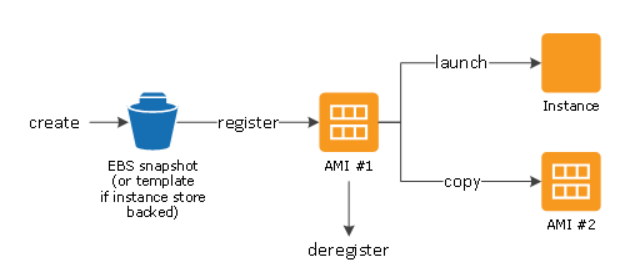 create
EBS snapshot
(or template
if instance store
backed)
register
AMI #1
deregister
launch
Instance
copy
AMI #2